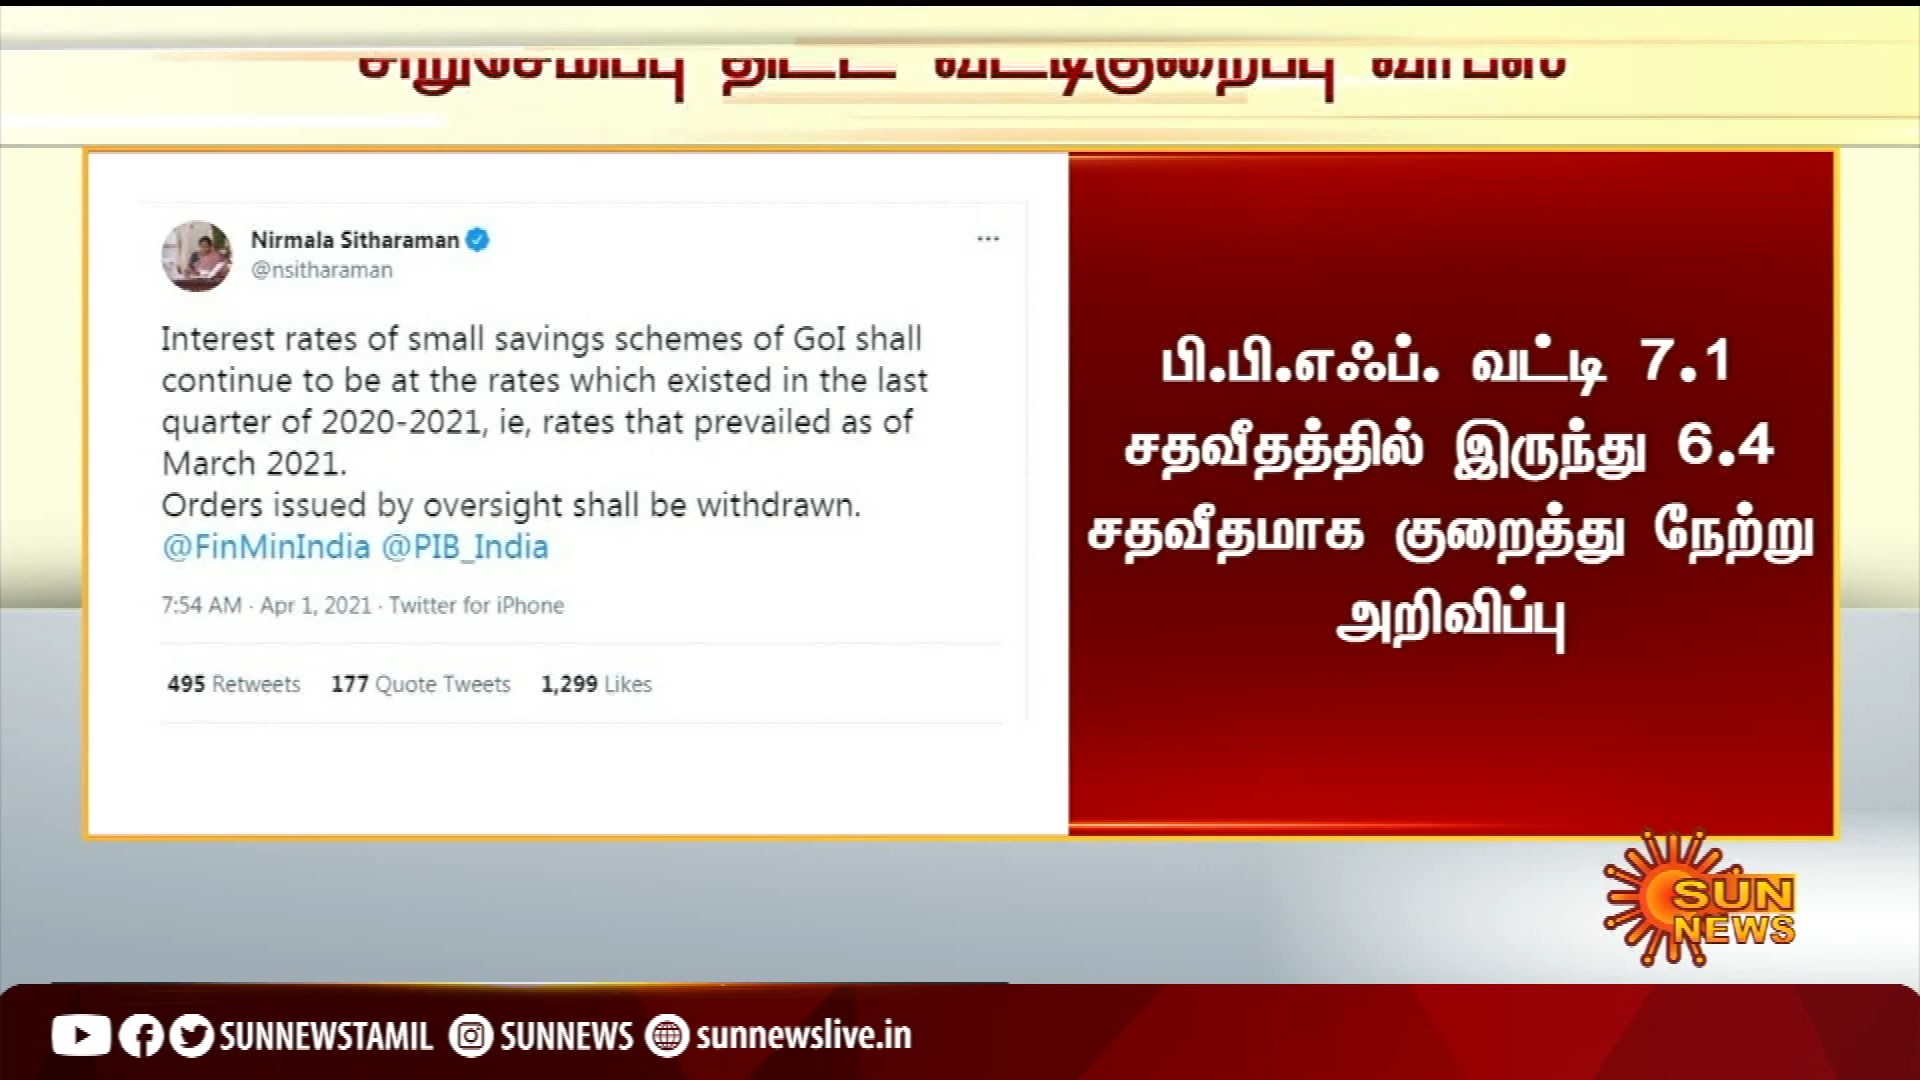 சிறுசேமிப்பு திட்ட வட்டிகுறைப்பு வாபஸ்
Nirmala Sitharaman
@nsitharaman
Interest rates of small savings schemes of GoI shall
continue to be at the rates which existed in the last
quarter of 2020-2021, ie, rates that prevailed as of
March 2021.
Orders issued by oversight shall be withdrawn.
@FinMinIndia @PIB_India
7:54 AM · Apr 1, 2021 · Twitter for iPhone
495 Retweets 177 Quote Tweets 1,299 Likes
பி.பி.எஃப். வட்டி 7.1
சதவீதத்தில் இருந்து 6.4
சதவீதமாக குறைத்து நேற்று
அறிவிப்பு
SUN
NEWS
SUNNEWSTAMIL SUNNEWS sunnewslive.in